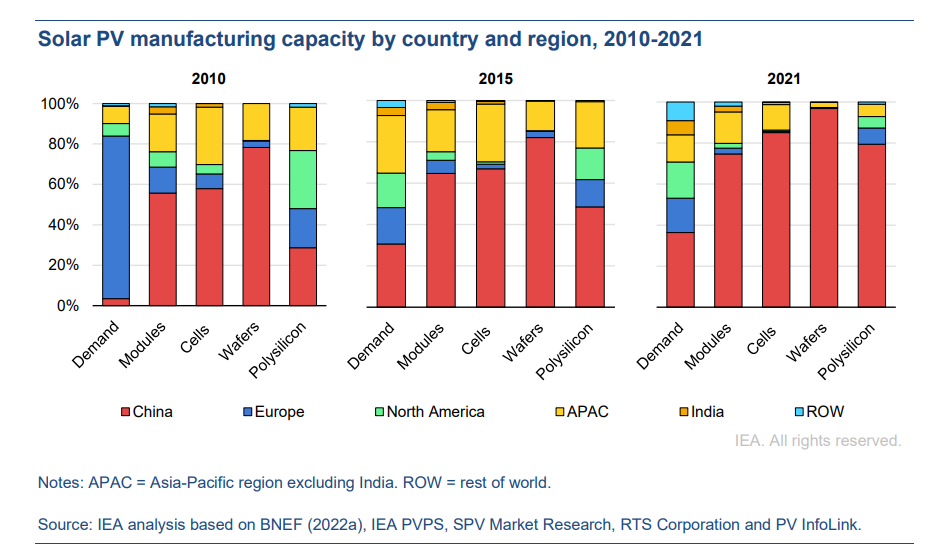 Solar PV manufacturing capacity by country and region, 2010-2021
2010
2015
2021
100%
80%
60%
40%
20%
0%
Demand
Modules
Cells
Wafers
Polysilicon
Demand
Modules
Cells
Wafers
Polysilicon
Demand
Modules
Cells
Wafers
Polysilicon
China
Europe
North America
APAC
India
ROW
IEA. All rights reserved.
Notes: APAC = Asia-Pacific region excluding India. ROW = rest of world.
Source: IEA analysis based on BNEF (2022a), IEA PVPS, SPV Market Research, RTS Corporation and PV InfoLink.